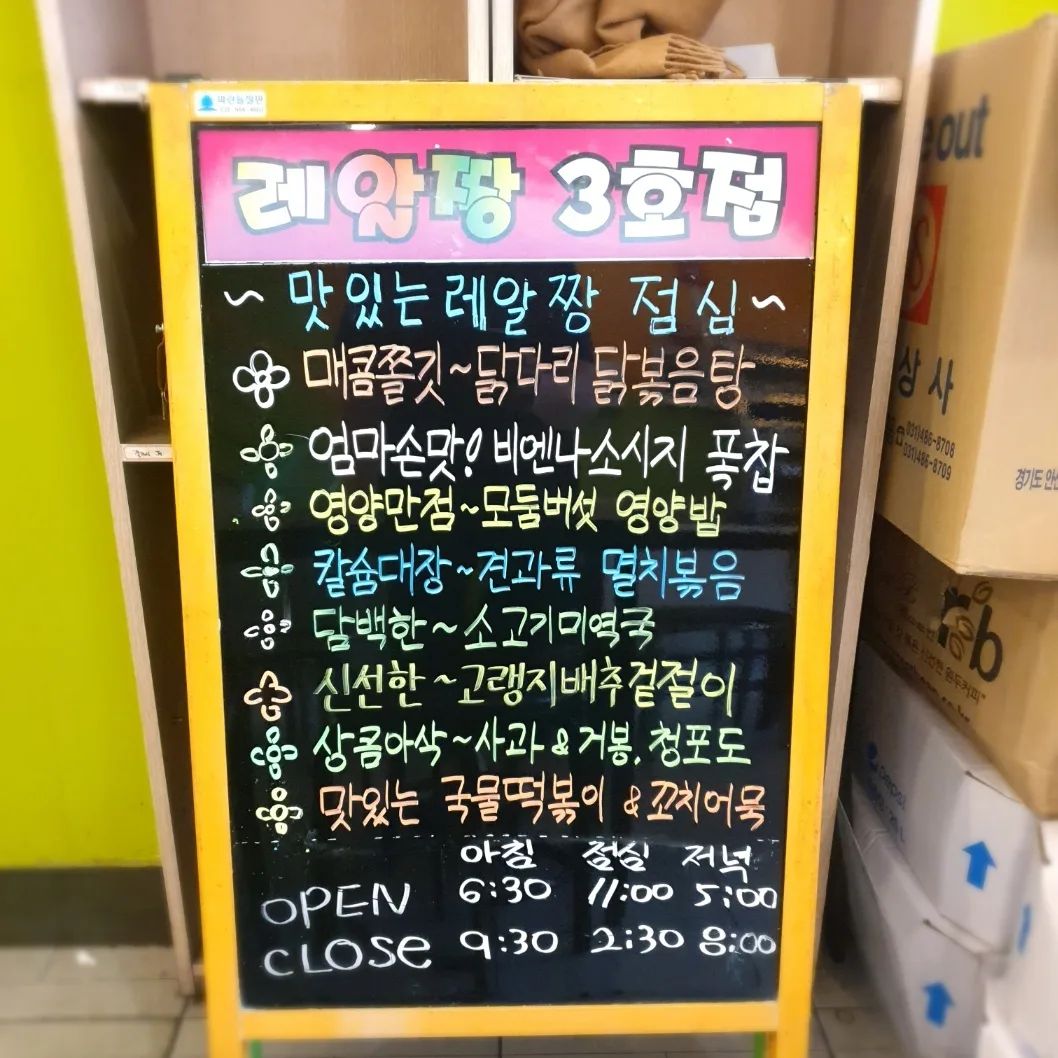 레알짱 3호점
~ 맛있는 레알짱 점심 ~
매콤쫄깃~닭다리 닭볶음탕
엄마손맛! 비엔나소시지 폭찹
영양만점~모둠버섯 영양밥
칼슘대장~견과류 멸치볶음
담백한~소고기미역국
신선한~고랭지배추겉절이
상콤아삭~사과&거봉,청포도
맛있는 국물떡볶이 &꼬치어묵
아침 점심 저녁
OPEN 6:30 11:00 5:00
CLOSE 9:30 2:30 8:00
e out
상사
031)486-8708
031)486-8709
경기도 안산
rb